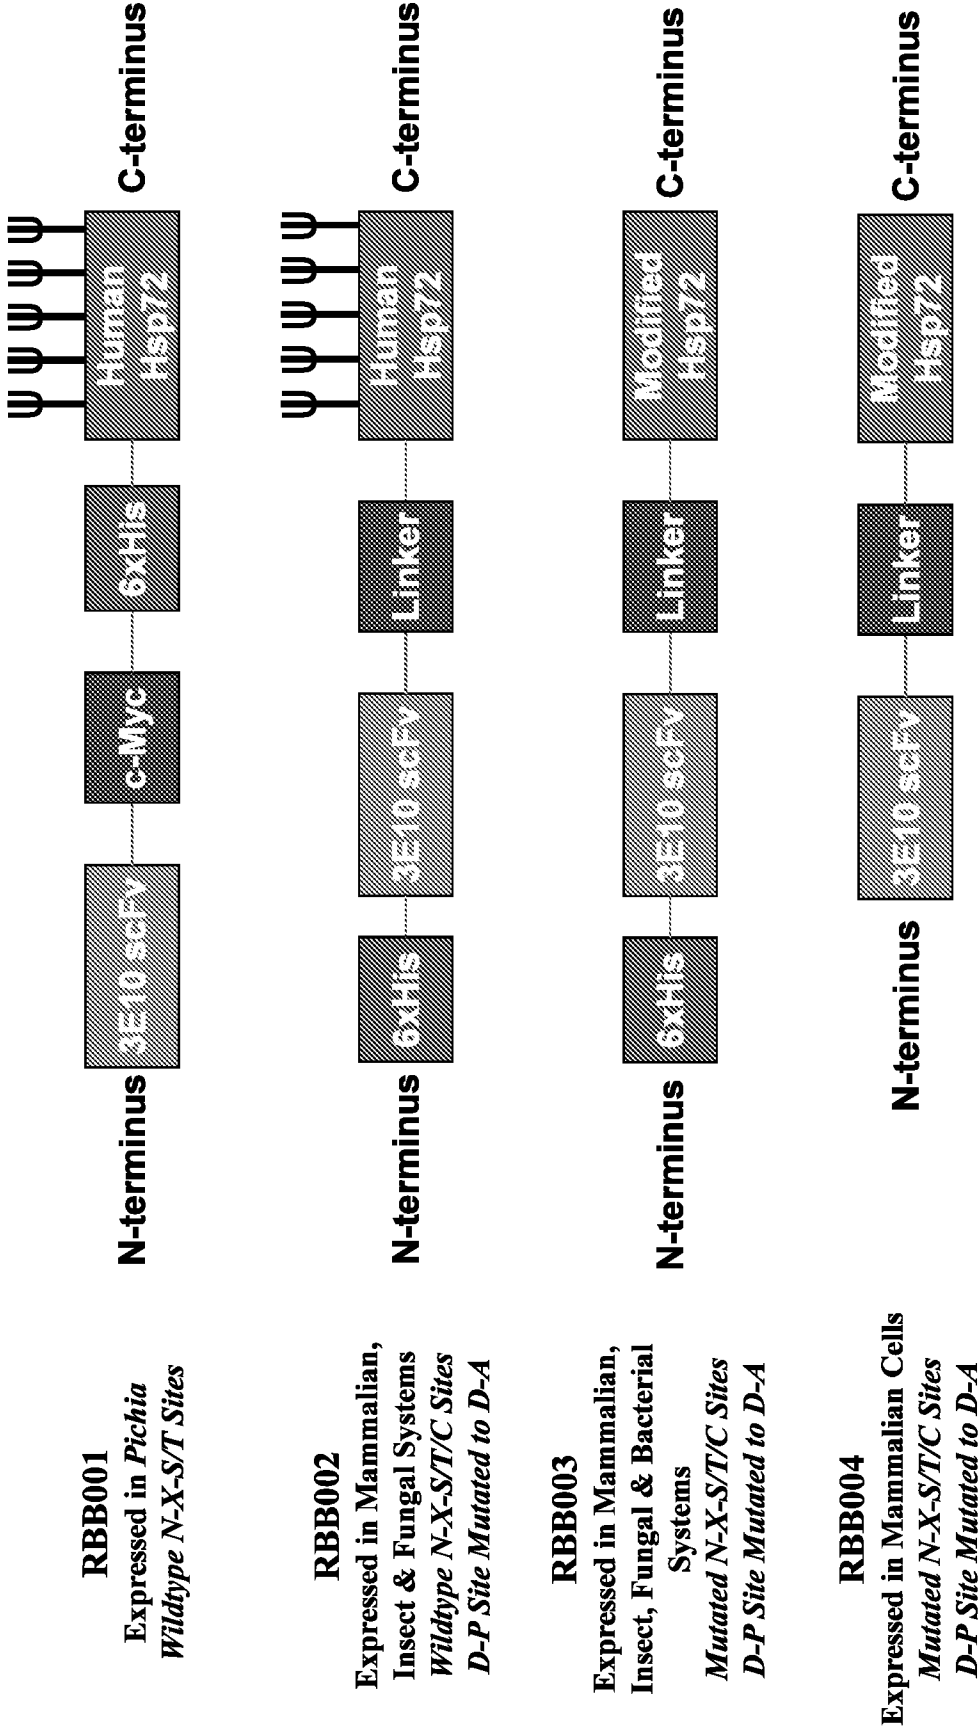 RBB001
Expressed in Pichia
Wildtype N-X-S/T Sites
N-terminus
3E10 scFv
c-Myc
6xHis
Human
Hsp72
C-terminus
RBB002
Expressed in Mammalian,
Insect & Fungal Systems
Wildtype N-X-S/T/C Sites
D-P Site Mutated to D-A
N-terminus
6xHis
3E10 scFv
Linker
Human
Hsp72
C-terminus
RBB003
Expressed in Mammalian,
Insect, Fungal & Bacterial
Systems
Mutated N-X-S/T/C Sites
D-P Site Mutated to D-A
N-terminus
6xHis
3E10 scFv
Linker
Modified
Hsp72
C-terminus
RBB004
Expressed in Mammalian Cells
Mutated N-X-S/T/C Sites
D-P Site Mutated to D-A
N-terminus
3E10 scFv
Linker
Modified
Hsp72
C-terminus